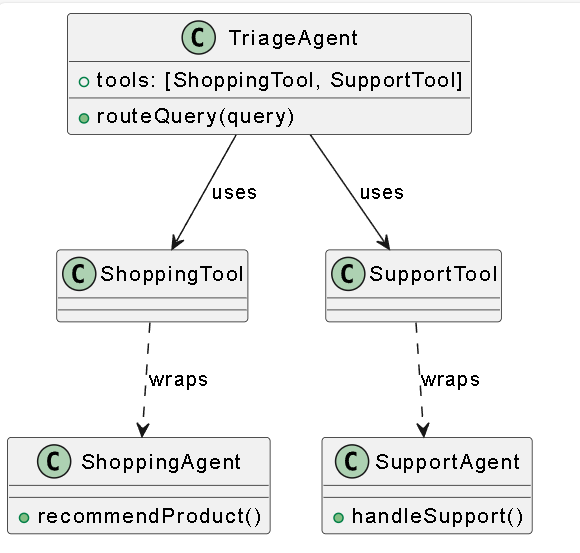 C TriageAgent
tools: [ShoppingTool, SupportTool]
routeQuery(query)
uses uses
C ShoppingTool C SupportTool
wraps wraps
C ShoppingAgent C SupportAgent
recommendProduct() handleSupport()